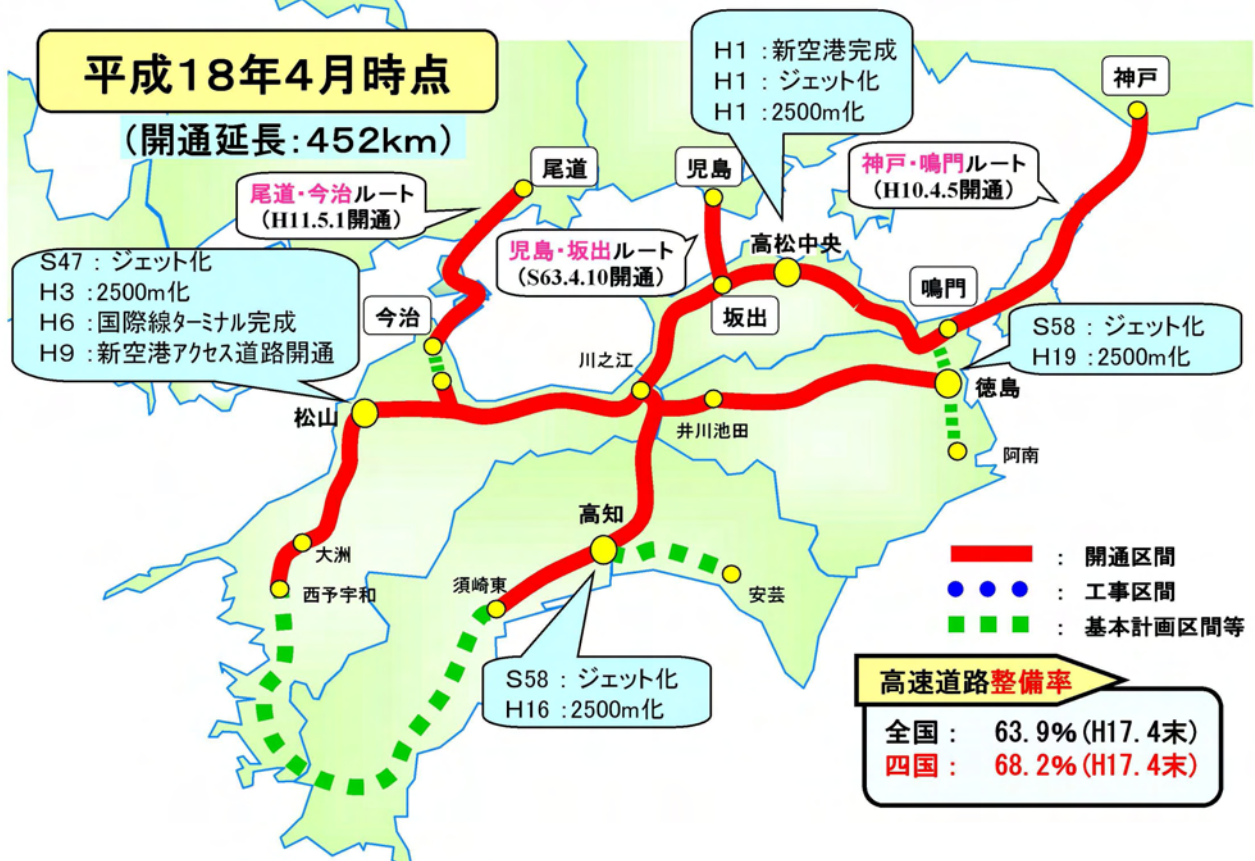 平成18年4月時点
(開通延長:452km)
H1 :新空港完成
H1 : ジェット化
H1 :2500m化
神戸
尾道・今治ルート
(H11.5.1開通)
尾道
児島
神戸・鳴門ルート
(H10.4.5開通)
児島・坂出ルート
(S63.4.10開通)
高松中央
S47 : ジェット化
H3 :2500m化
H6 :国際線ターミナル完成
H9 :新空港アクセス道路開通
今治
坂出
鳴門
S58 : ジェット化
H19 :2500m化
川之江
松山
徳島
井川池田
阿南
高知
大洲
西予宇和
須崎東
安芸
S58 : ジェット化
H16 :2500m化
: 開通区間
: 工事区間
: 基本計画区間等
高速道路整備率
全国: 63.9%(H17.4末)
四国: 68.2%(H17.4末)